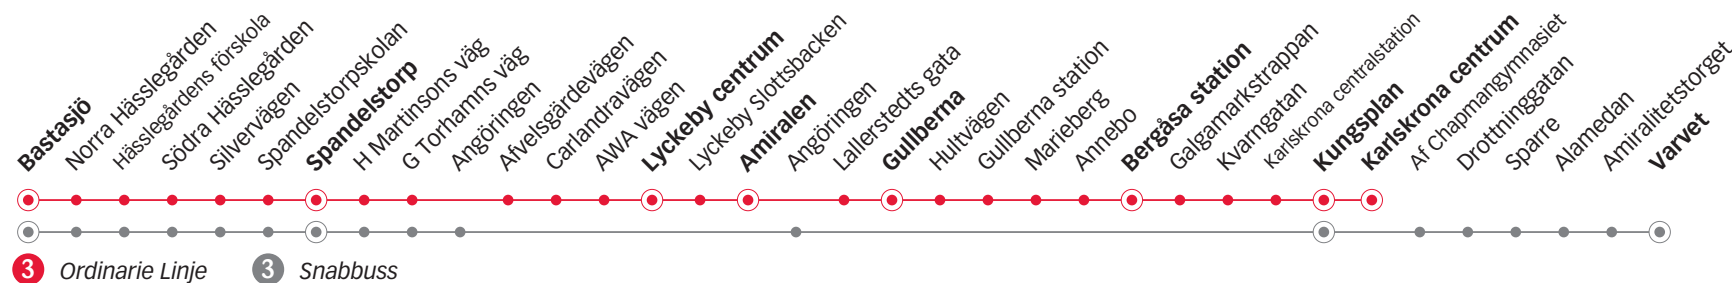 Bastasjö
Norra Hässlegården
Hässlegårdens förskola
Södra Hässlegården
Silvervägen
Spandelstorpskolan
Spandelstorp
H Martinsons väg
G Torhamns väg
Angöringen
Afvelsgärdevägen
Carlandravägen
AWA vägen
Lyckeby centrum
Lyckeby Slottsbacken
Amiralen
Angöringen
Lallerstedts gata
Gullberna
Hultvägen
Gullberna station
Marieberg
Annebo
Bergåsa station
Galgamarkstrappan
Kvarngatan
Karlskrona centralstation
Kungsplan
Karlskrona centrum
Af Chapmangymnasiet
Drottninggatan
Sparre
Alamedan
Amiralitetstorget
Varvet
3 Ordinarie Linje
3 Snabbuss